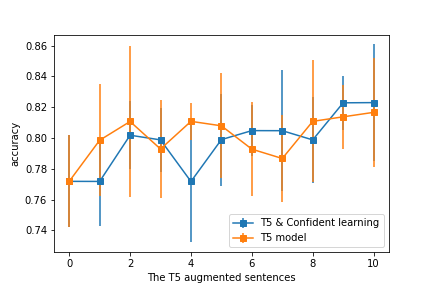 0.86
0.84
0.82
0.80
0.78
0.76
0.74
accuracy
T5 & Confident learning
T5 model
0 2 4 6 8 10
The T5 augmented sentences